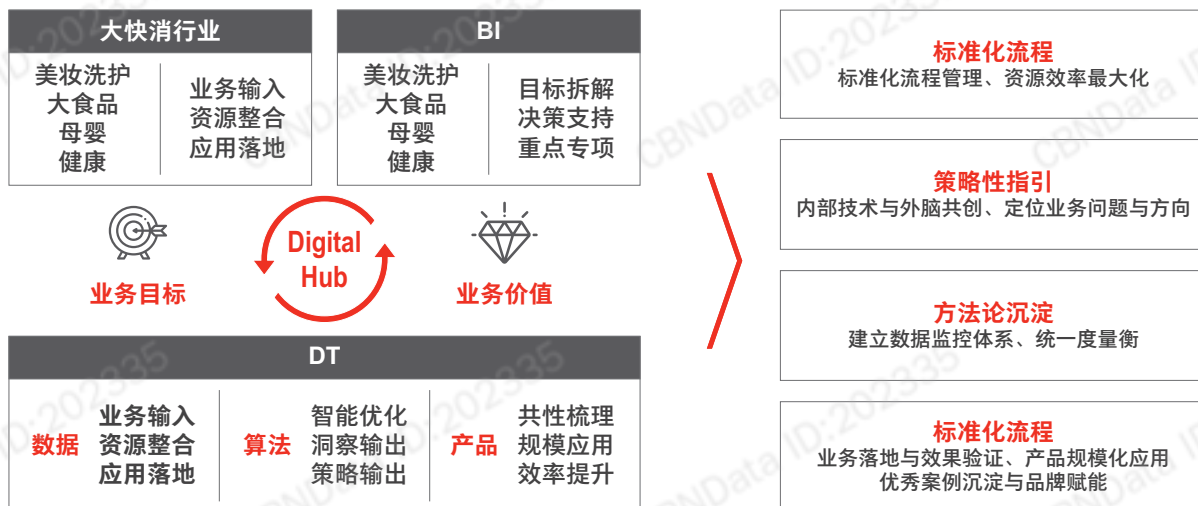 大快消行业
美妆洗护
大食品
母婴
健康
业务输入
资源整合
应用落地
BI
美妆洗护
大食品
母婴
健康
目标拆解
决策支持
重点专项
业务目标
Digital
Hub
业务价值
DT
数据
业务输入
资源整合
应用落地
算法
智能优化
洞察输出
策略输出
产品
共性梳理
规模应用
效率提升
标准化流程
标准化流程管理、资源效率最大化
策略性指引
内部技术与外脑共创、定位业务问题与方向
方法论沉淀
建立数据监控体系、统一度量衡
标准化流程
业务落地与效果验证、产品规模化应用
优秀案例沉淀与品牌赋能
CBNData ID:202335